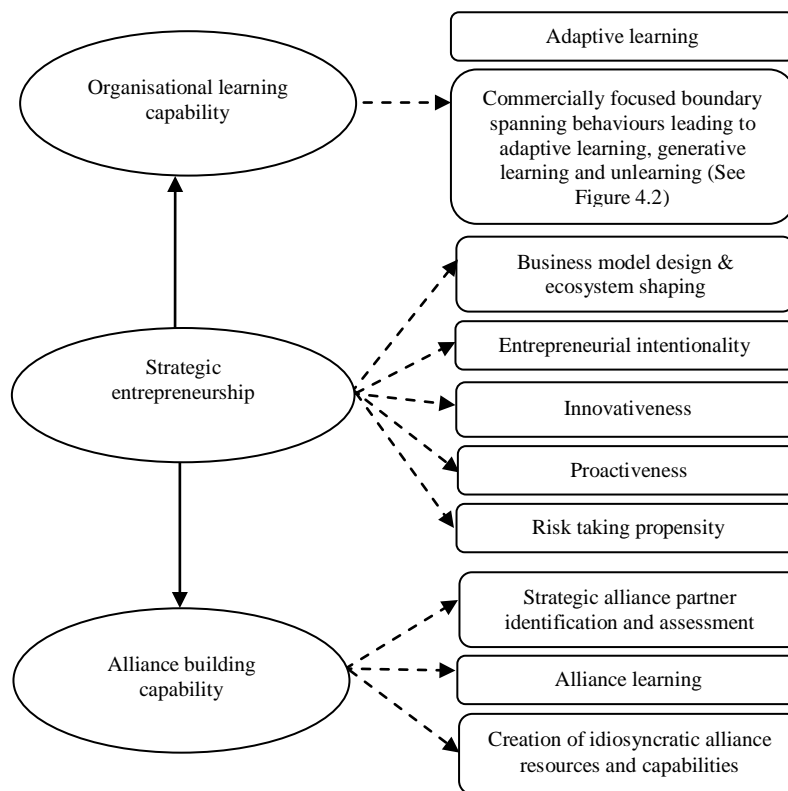 Adaptive learning
Organisational learning
capability
Commercially focused boundary
spanning behaviours leading to
adaptive learning, generative
learning and unlearning (See
Figure 4.2)
Business model design &
ecosystem shaping
Entrepreneurial intentionality
Strategic
entrepreneurship
Innovativeness
Proactiveness
Risk taking propensity
Strategic alliance partner
identification and assessment
Alliance building
capability
Alliance learning
Creation of idiosyncratic alliance
resources and capabilities